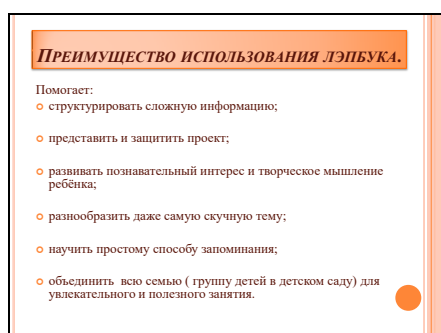 ПРЕИМУЩЕСТВО ИСПОЛЬЗОВАНИЯ ЛЭПБУКА.
Помогает:
структурировать сложную информацию;
представить и защитить проект;
развивать познавательный интерес и творческое мышление
ребёнка;
разнообразить даже самую скучную тему;
научить простому способу запоминания;
объединить всю семью ( группу детей в детском саду) для
увлекательного и полезного занятия.